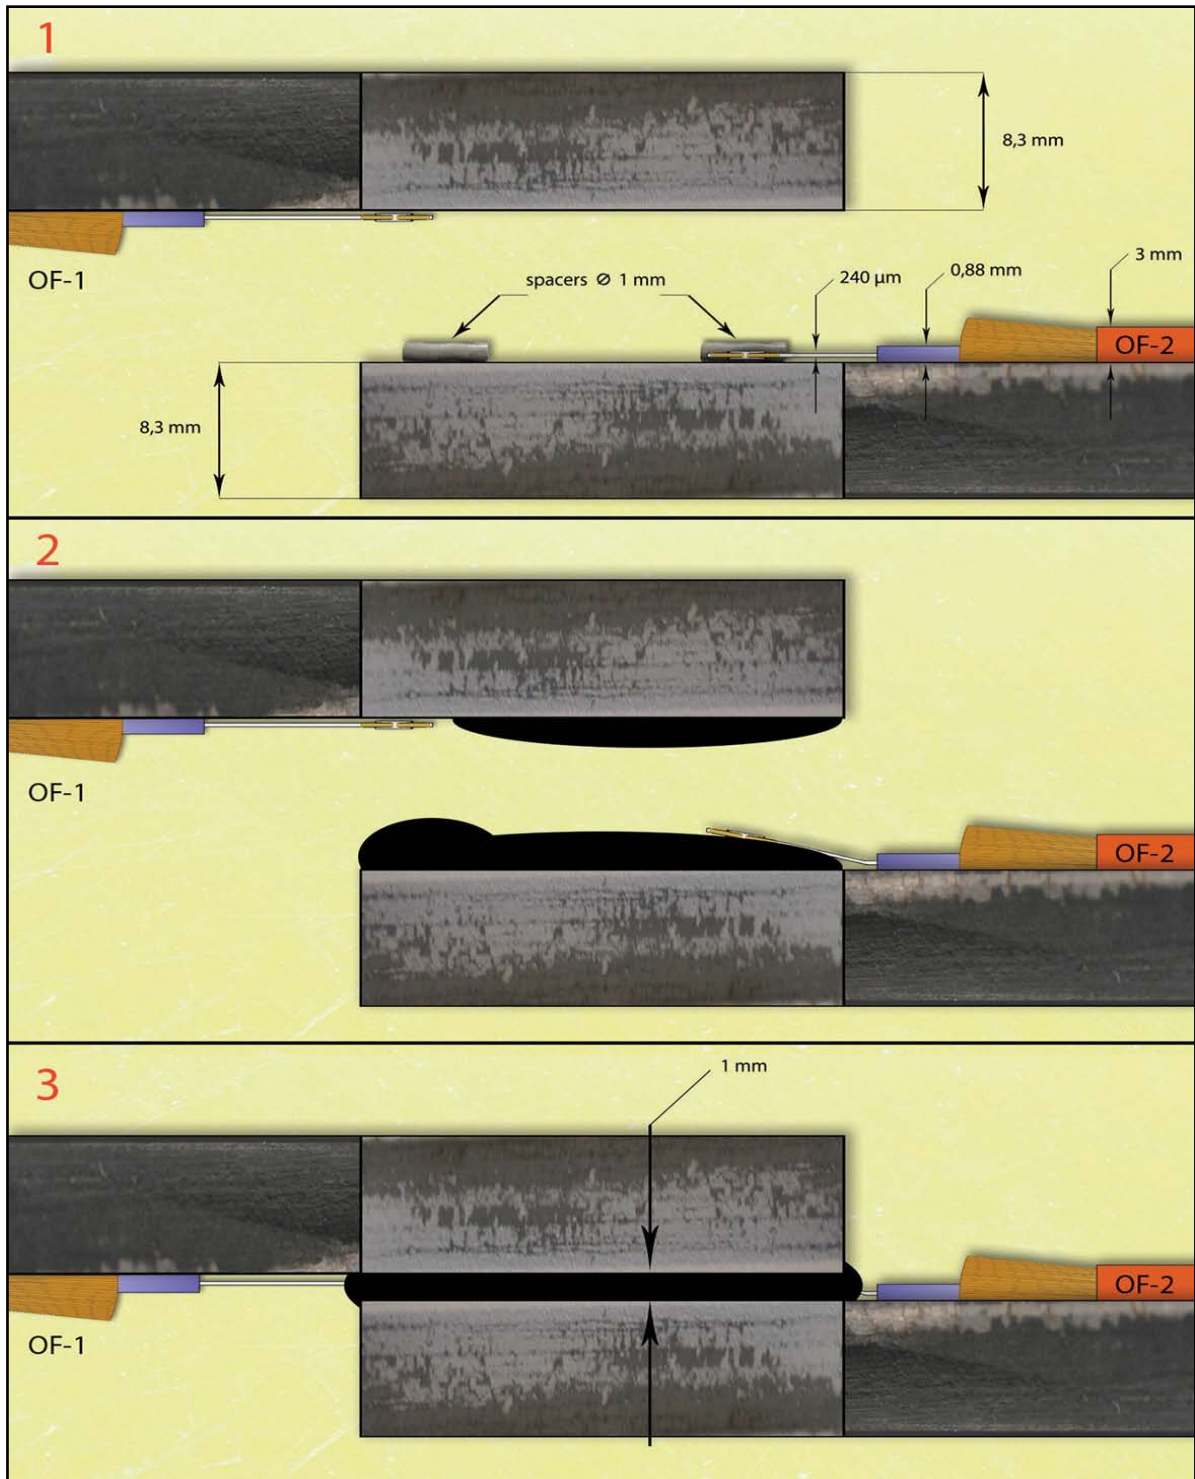 1
8,3 mm
OF-1
spacers ⌀ 1 mm
240 µm
0,88 mm
3 mm
OF-2
8,3 mm
2
OF-1
OF-2
3
1 mm
OF-2
OF-1